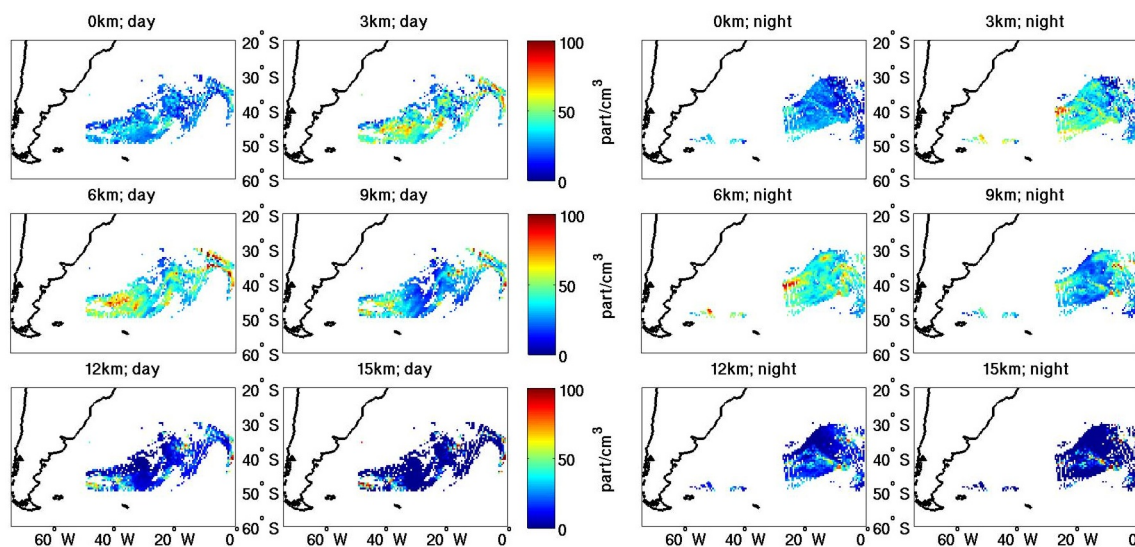 0km; day 3km; day 0km; night 3km; night
20° S 100 20° S
30° S 30° S
40° S 50 part/cm³ 40° S
50° S 50° S
60° S 0 60° S
6km; day 9km; day 6km; night 9km; night
20° S 100 20° S
30° S 30° S
40° S 50 part/cm³ 40° S
50° S 50° S
60° S 0 60° S
12km; day 15km; day 12km; night 15km; night
20° S 100 20° S
30° S 30° S
40° S 50 part/cm³ 40° S
50° S 50° S
60° S 0 60° S
60° W 40° W 20° W 0° 60° W 40° W 20° W 0° 60° W 40° W 20° W 0° 60° W 40° W 20° W 0°